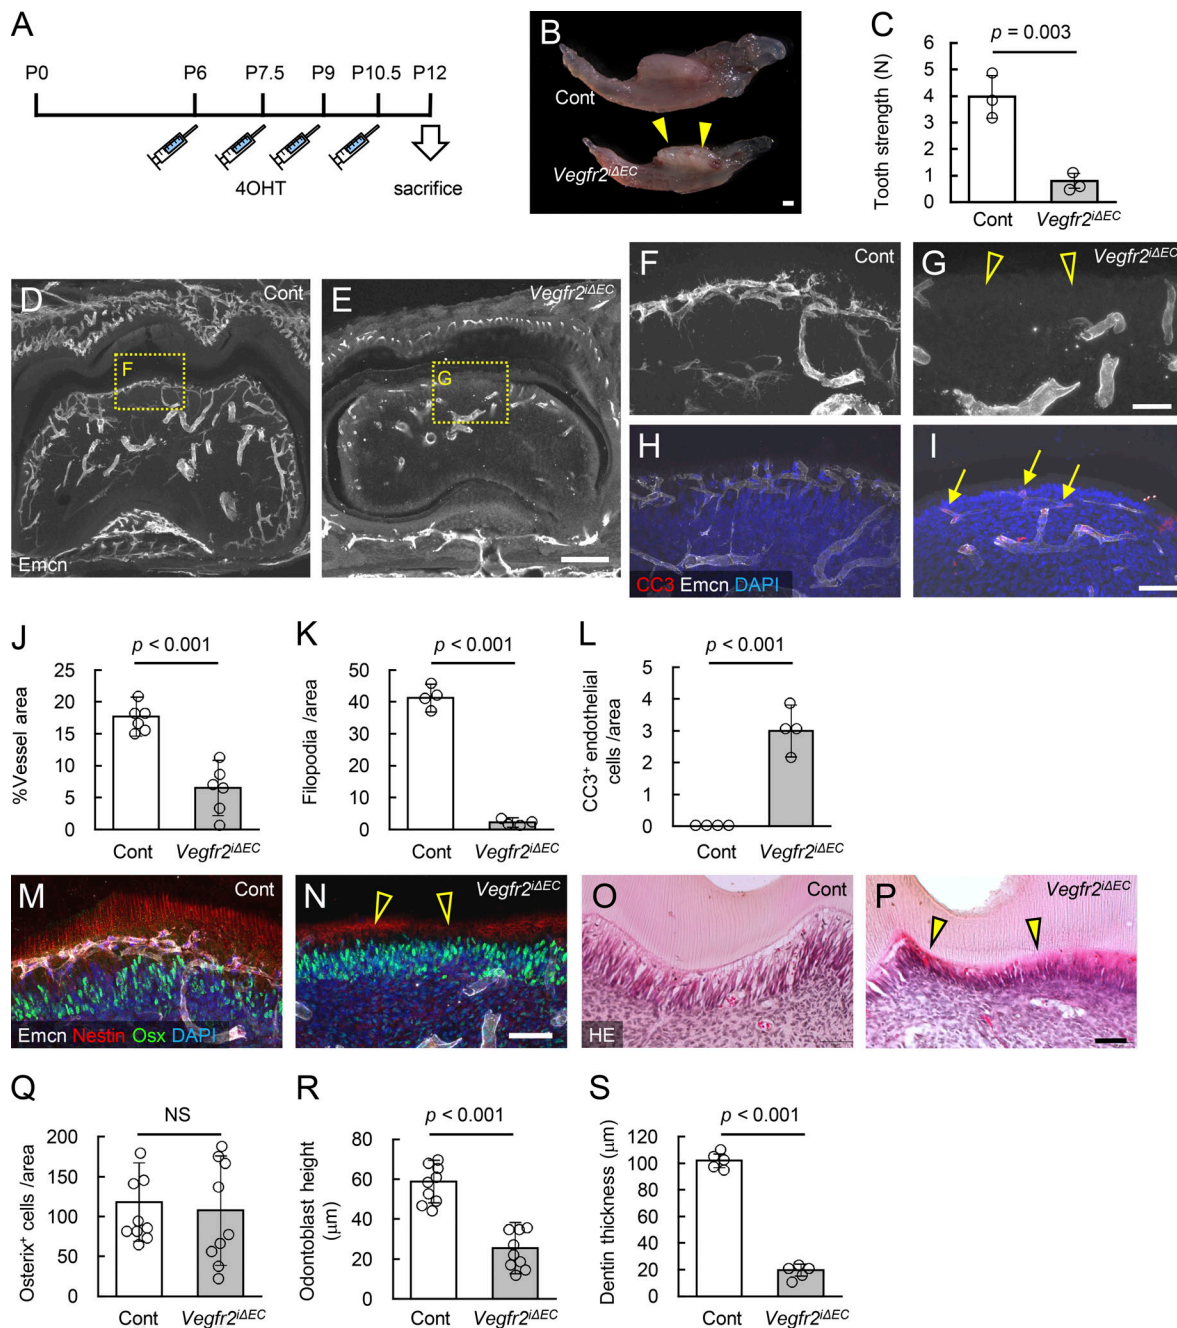 A
P0 P6 P7.5 P9 P10.5 P12
4OHT sacrifice
B
Cont
Vegfr2iΔEC
C
p = 0.003
Tooth strength (N)
6
5
4
3
2
1
0
Cont Vegfr2iΔEC
D Cont
F
Emcn
E Vegfr2iΔEC
G
F Cont
G Vegfr2iΔEC
H
CC3 Emcn DAPI
I
J
p < 0.001
%Vessel area
25
20
15
10
5
0
Cont Vegfr2iΔEC
K
p < 0.001
Filopodia /area
50
40
30
20
10
0
Cont Vegfr2iΔEC
L
p < 0.001
CC3+ endothelial
cells /area
5
4
3
2
1
0
Cont Vegfr2iΔEC
M Cont
Emcn Nestin Osx DAPI
N Vegfr2iΔEC
O Cont
HE
P Vegfr2iΔEC
Q
NS
Osterix+ cells /area
200
150
100
50
0
Cont Vegfr2iΔEC
R
p < 0.001
Odontoblast height
(μm)
80
60
40
20
0
Cont Vegfr2iΔEC
S
p < 0.001
Dentin thickness (μm)
120
100
80
60
40
20
0
Cont Vegfr2iΔEC